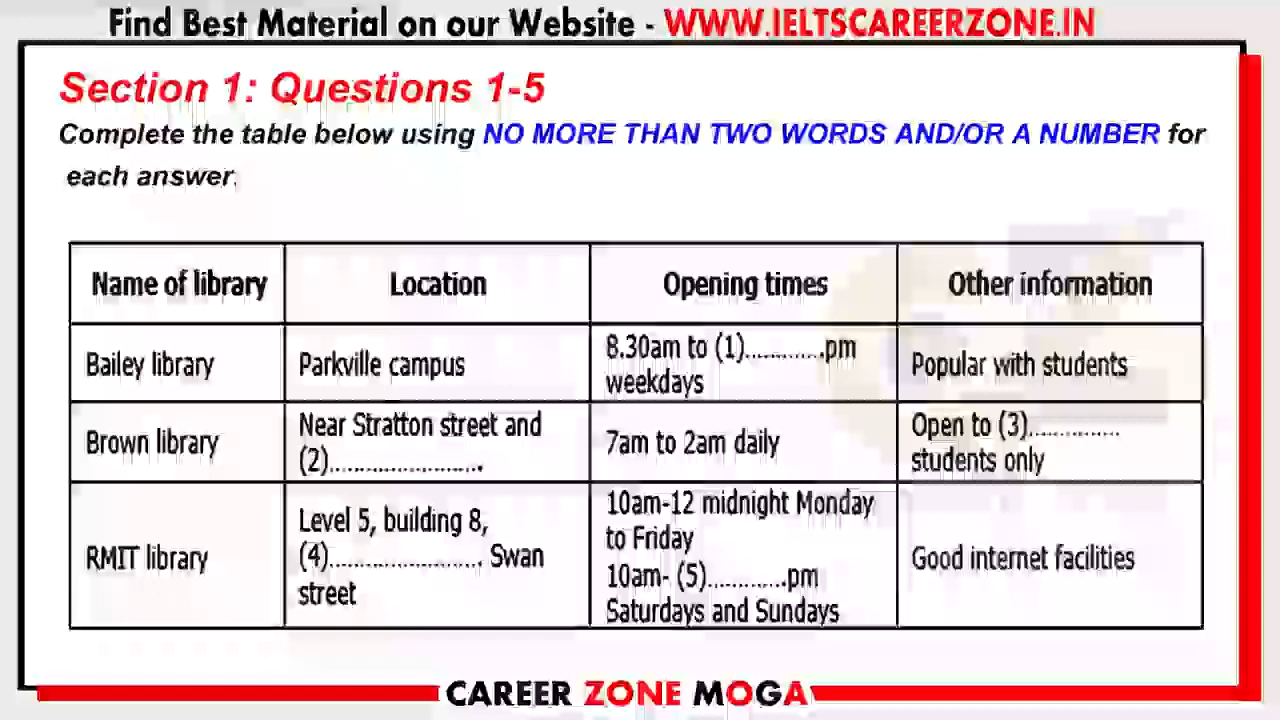 Find Best Material on our Website - WWW.IELTSCAREERZONE.IN
Section 1: Questions 1-5
Complete the table below using NO MORE THAN TWO WORDS AND/OR A NUMBER for
each answer.
Name of library
Location
Opening times
Other information
Bailey library
Parkville campus
8.30am to (1).............pm
weekdays
Popular with students
Brown library
Near Stratton street and
(2)........................
7am to 2am daily
Open to (3)..............
students only
RMIT library
Level 5, building 8,
(4)........................ Swan
street
10am-12 midnight Monday
to Friday
10am- (5).............pm
Saturdays and Sundays
Good internet facilities
CAREER ZONE MOGA